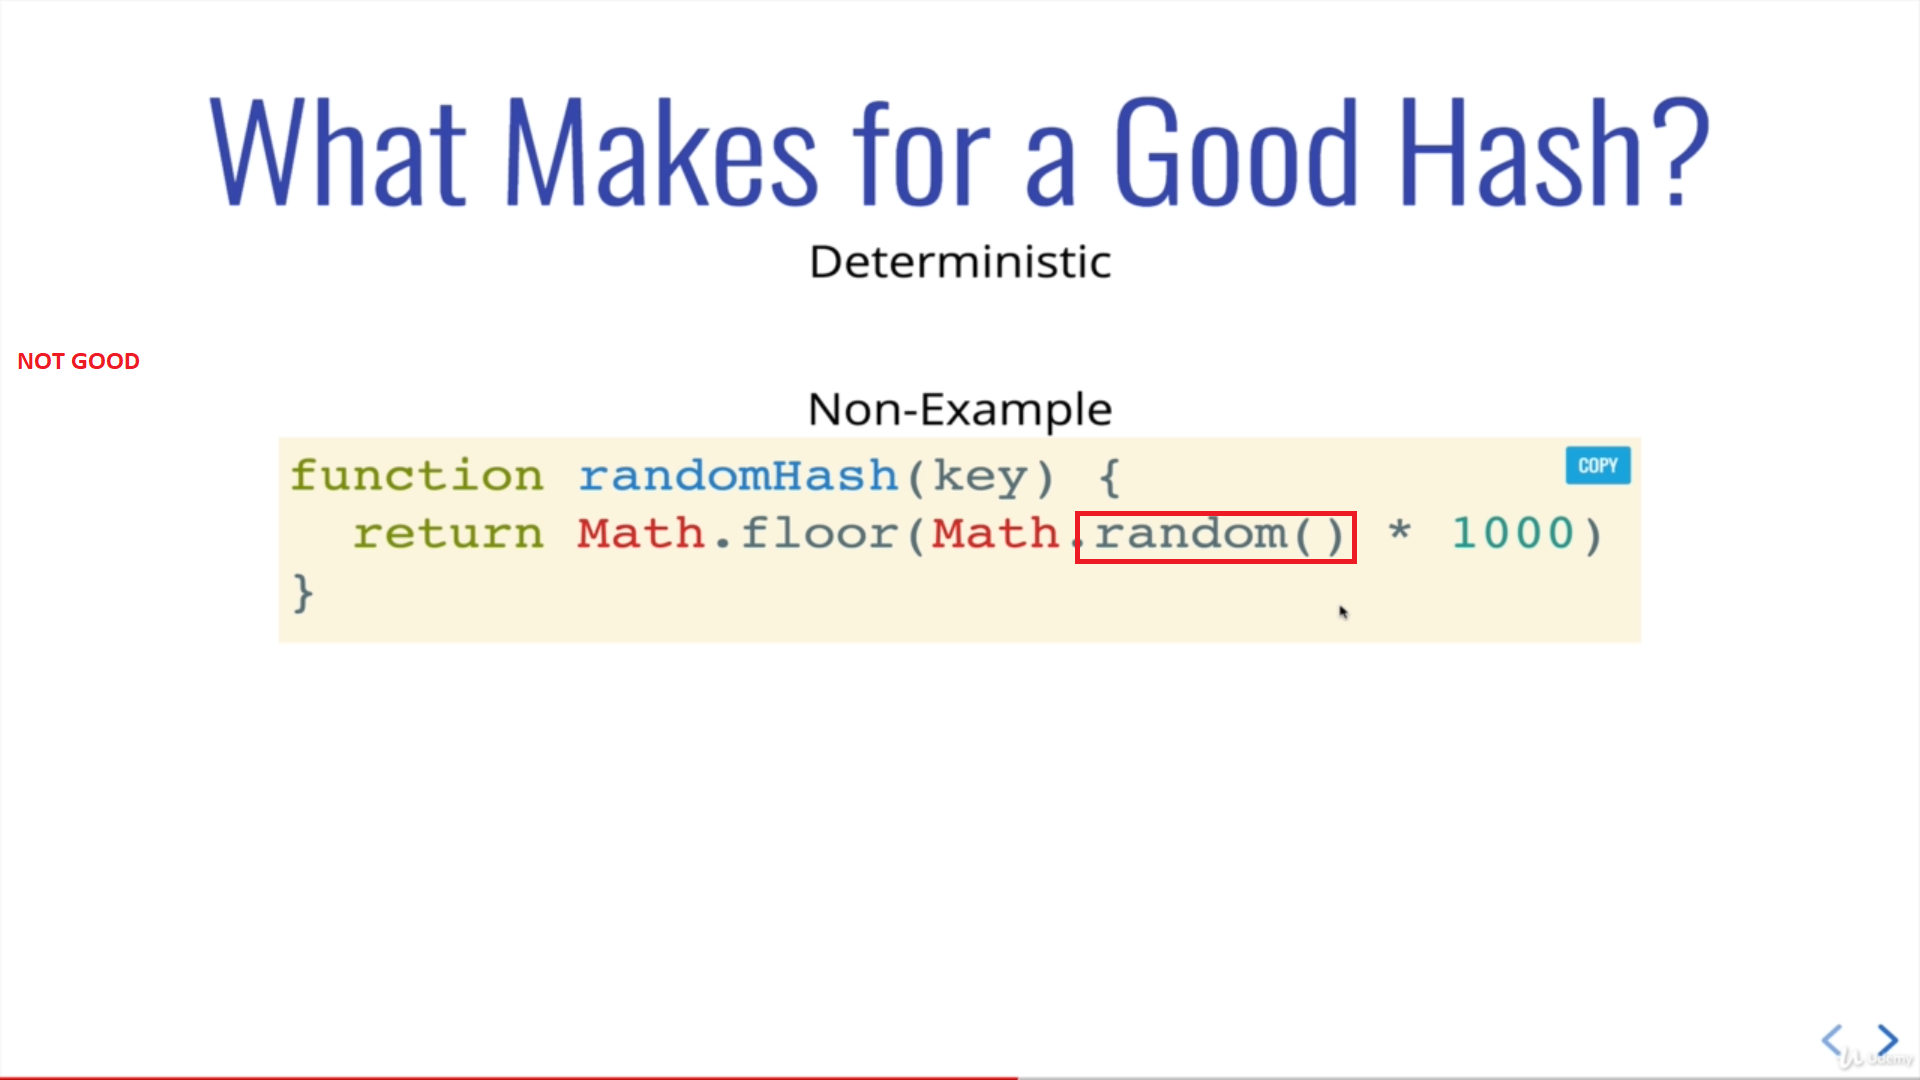 What Makes for a Good Hash?
Deterministic
NOT GOOD
Non-Example
COPY
function randomHash(key) {
  return Math.floor(Math.random() * 1000)
}
Udemy